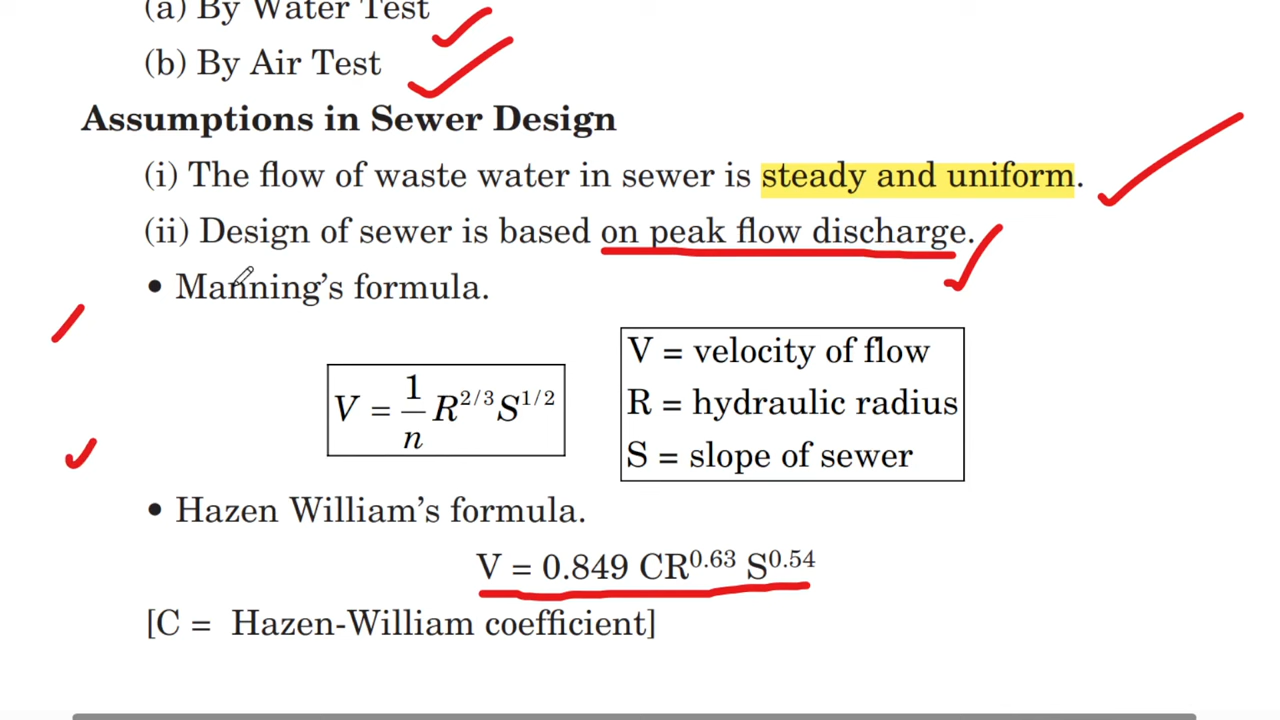 (a) By Water Test
(b) By Air Test
Assumptions in Sewer Design
(i) The flow of waste water in sewer is steady and uniform.
(ii) Design of sewer is based on peak flow discharge.
• Manning’s formula.
V = 1/n R^2/3 S^1/2
V = velocity of flow
R = hydraulic radius
S = slope of sewer
• Hazen William’s formula.
V = 0.849 CR^0.63 S^0.54
[C = Hazen-William coefficient]